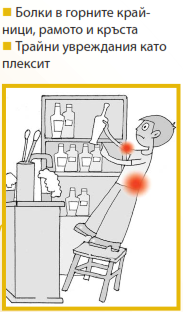 ■ Болки в горните край-
ници, рамото и кръста
■ Трайни увреждания като
плексит